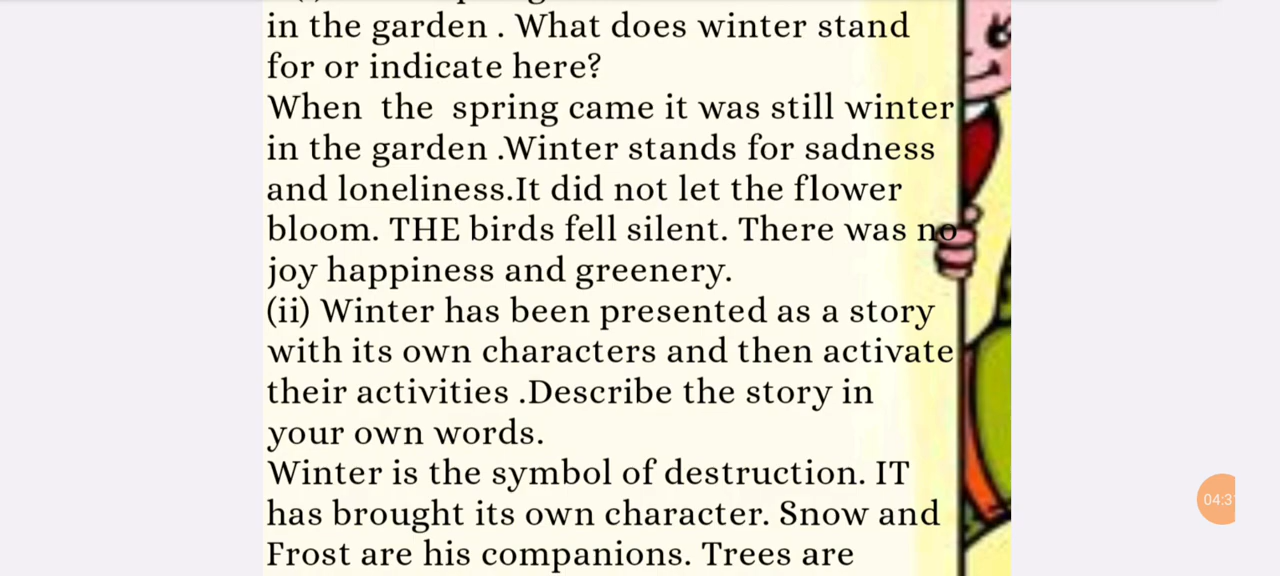 in the garden . What does winter stand
for or indicate here?
When the spring came it was still winter
in the garden .Winter stands for sadness
and loneliness.It did not let the flower
bloom. THE birds fell silent. There was no
joy happiness and greenery.
(ii) Winter has been presented as a story
with its own characters and then activate
their activities .Describe the story in
your own words.
Winter is the symbol of destruction. IT
has brought its own character. Snow and
Frost are his companions. Trees are